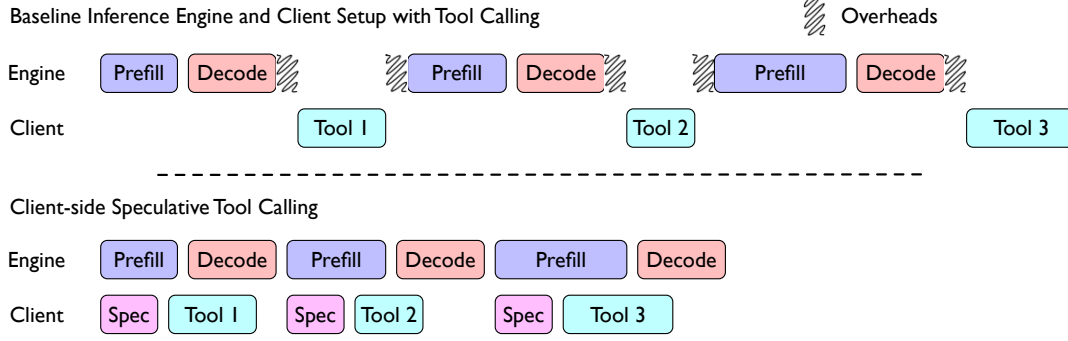 Baseline Inference Engine and Client Setup with Tool Calling
Overheads
Engine Prefill Decode Prefill Decode Prefill Decode
Client Tool 1 Tool 2 Tool 3
Client-side Speculative Tool Calling
Engine Prefill Decode Prefill Decode Prefill Decode
Client Spec Tool 1 Spec Tool 2 Spec Tool 3